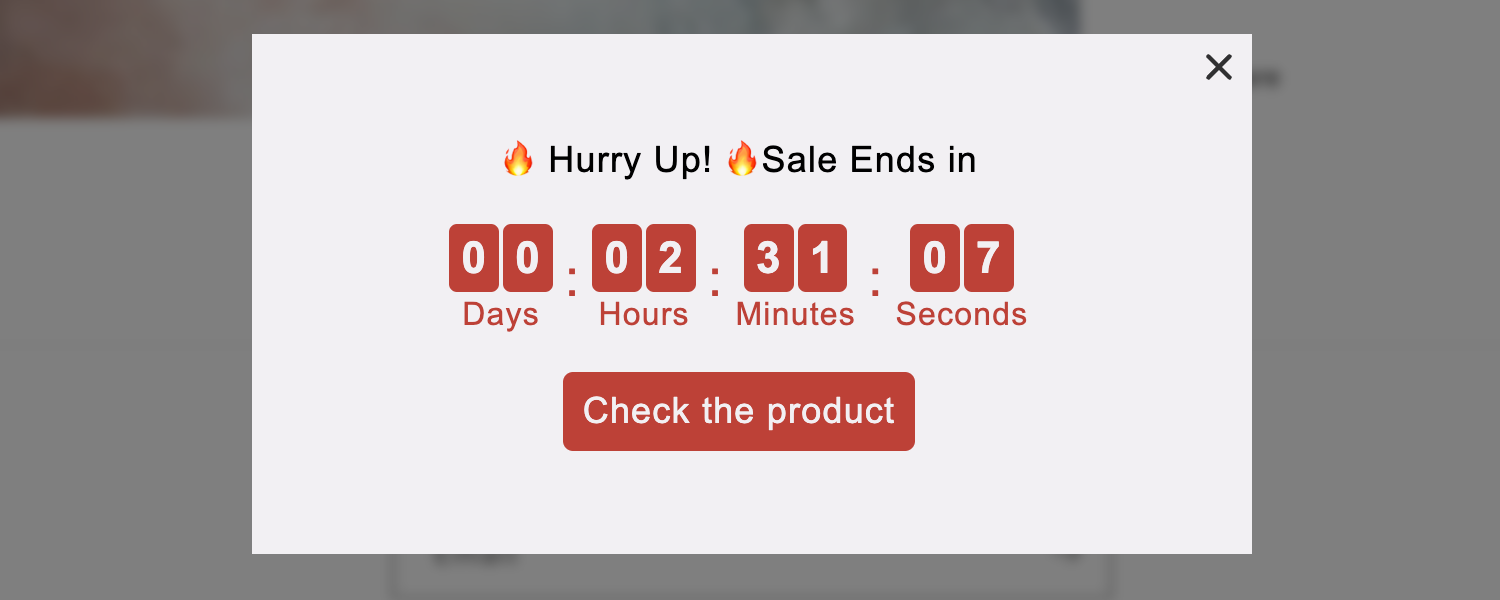 🔥 Hurry Up! 🔥Sale Ends in
00 : 02 : 31 : 07
Days Hours Minutes Seconds
Check the product